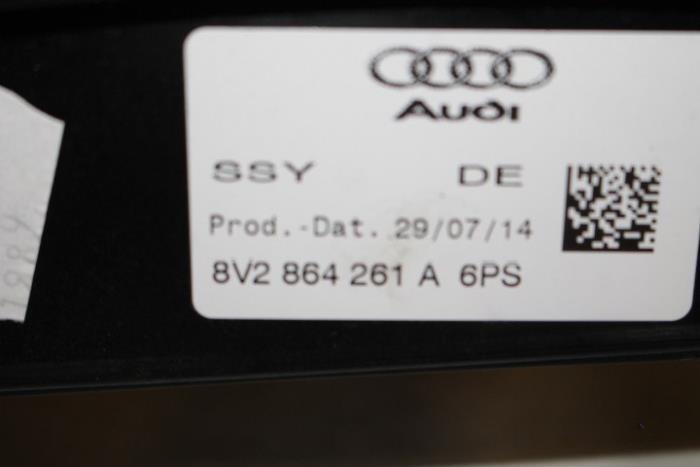 Audi
SSY DE
Prod.-Dat. 29/07/14
8V2 864 261 A 6PS